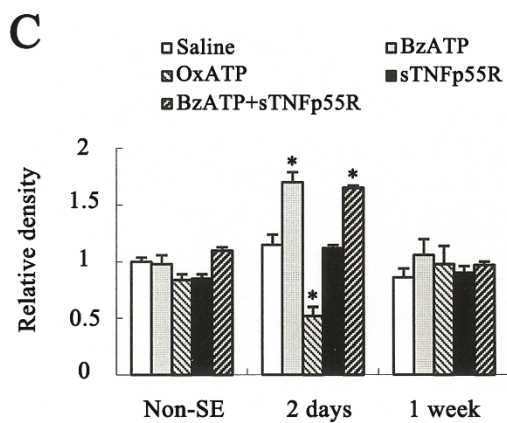 C
Saline BzATP
OxATP sTNFp55R
BzATP+sTNFp55R
Relative density
2
1.5
1
0.5
0
* * *
Non-SE 2 days 1 week